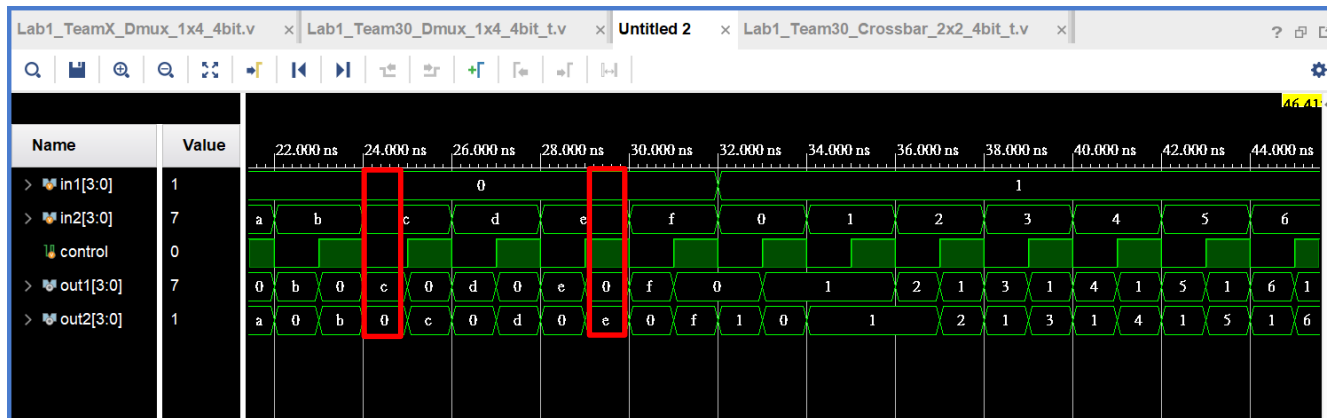 Lab1_TeamX_Dmux_1x4_4bit.v × Lab1_Team30_Dmux_1x4_4bit_t.v × Untitled 2 × Lab1_Team30_Crossbar_2x2_4bit_t.v × ?
46.41
Name Value 22.000 ns 24.000 ns 26.000 ns 28.000 ns 30.000 ns 32.000 ns 34.000 ns 36.000 ns 38.000 ns 40.000 ns 42.000 ns 44.000 ns
in1[3:0] 1 0 1
in2[3:0] 7 a b c d e f 0 1 2 3 4 5 6
control 0
out1[3:0] 7 0 b 0 c 0 d 0 e 0 f 0 1 2 1 3 1 4 1 5 1 6 1
out2[3:0] 1 a 0 b 0 c 0 d 0 e 0 f 1 0 1 2 1 3 1 4 1 5 1 6